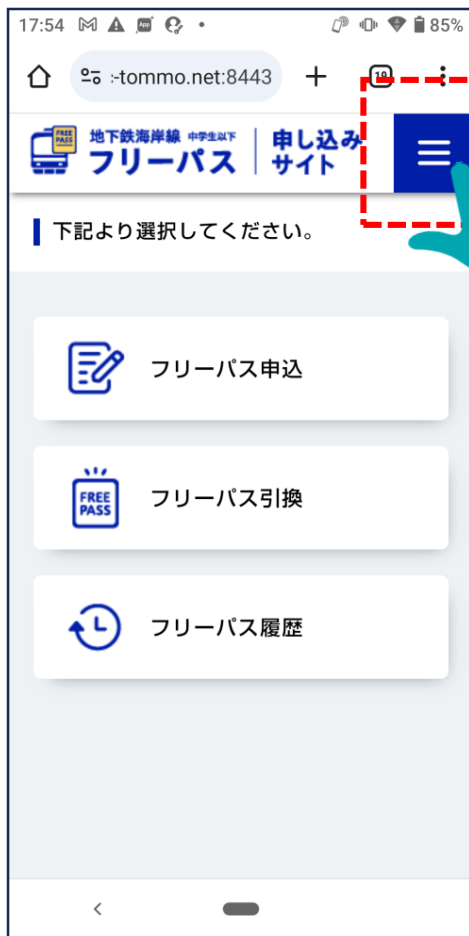 17:54
85%
:-tommo.net:8443
19
FREE
PASS
地下鉄海岸線 中学生以下
フリーパス
申し込み
サイト
下記より選択してください。
フリーパス申込
FREE
PASS
フリーパス引換
フリーパス履歴